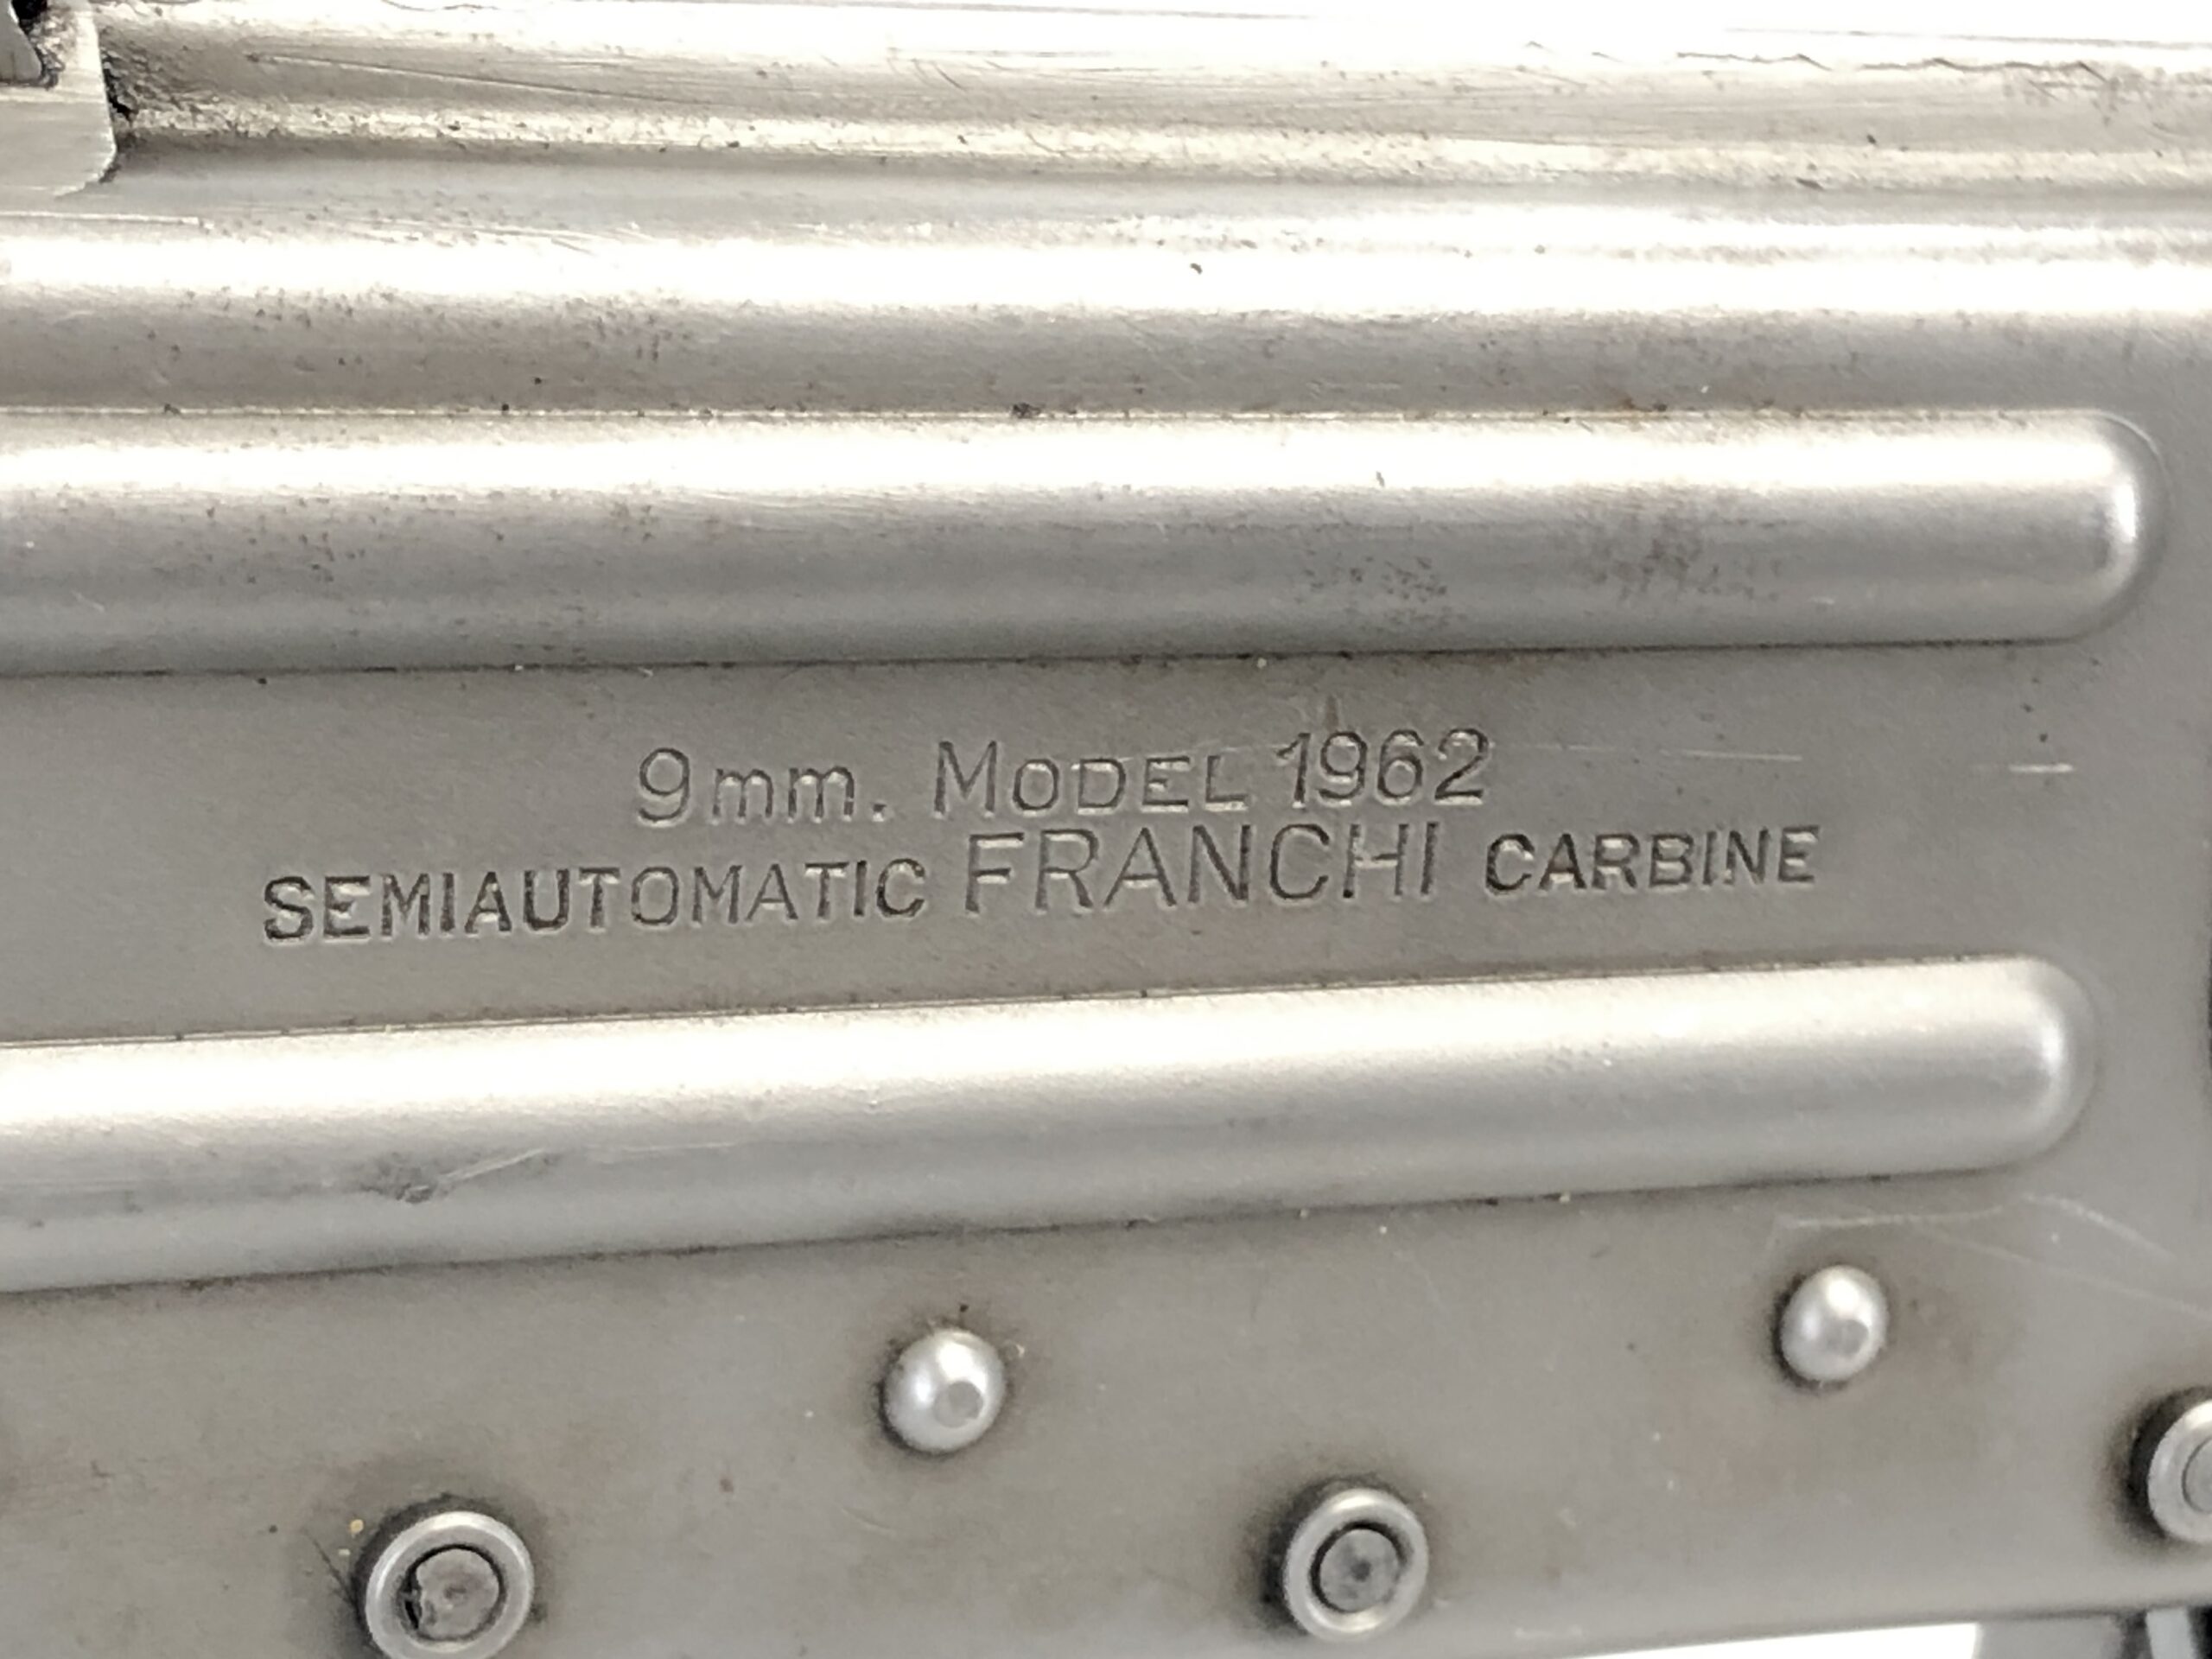 9mm. MODEL 1962
SEMIAUTOMATIC FRANCHI CARBINE